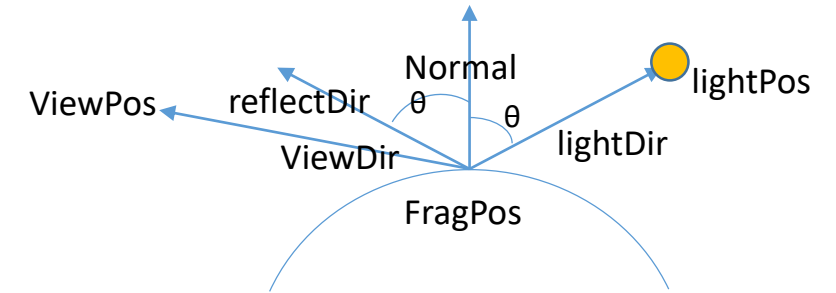 Normal
lightPos
ViewPos
reflectDir
θ
θ
lightDir
ViewDir
FragPos